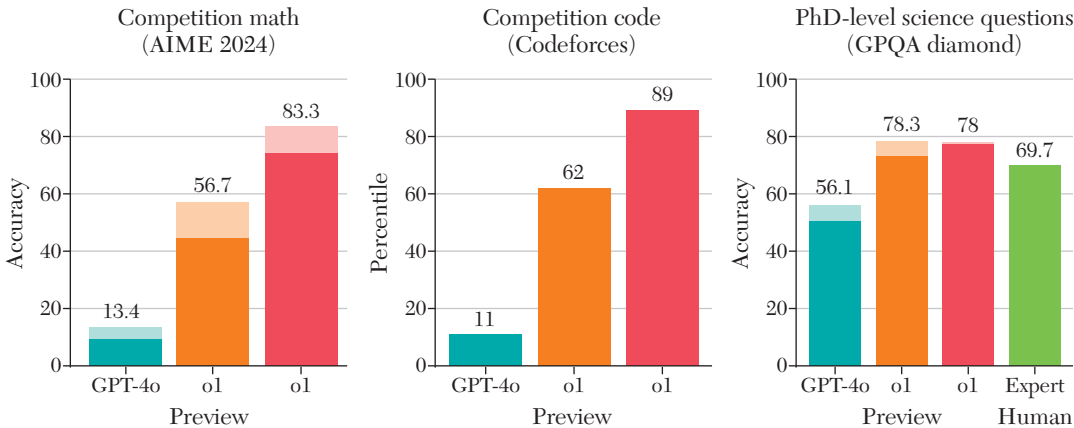 Competition math
(AIME 2024)
Accuracy
100
80
60
40
20
0
13.4
56.7
83.3
GPT-4o
o1
o1
Preview
Competition code
(Codeforces)
Percentile
100
80
60
40
20
0
11
62
89
GPT-4o
o1
o1
Preview
PhD-level science questions
(GPQA diamond)
Accuracy
100
80
60
40
20
0
56.1
78.3
78
69.7
GPT-4o
o1
o1
Expert
Preview
Human